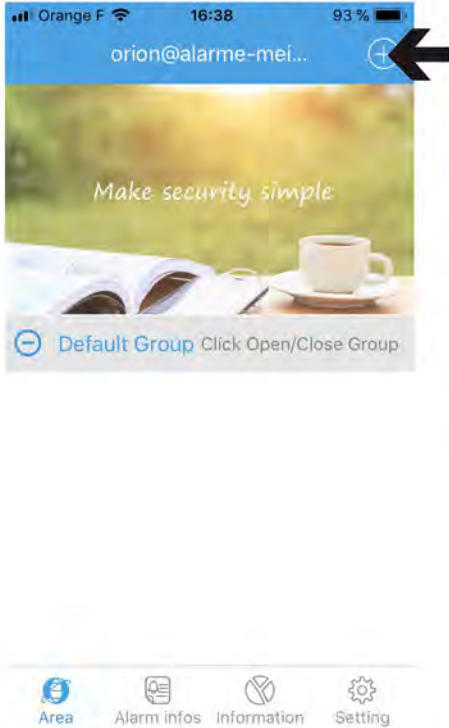 Orange F 16:38 93 %
orion@alarme-mei...
Make security simple
Default Group Click Open/Close Group
Area Alarm infos Information Setting